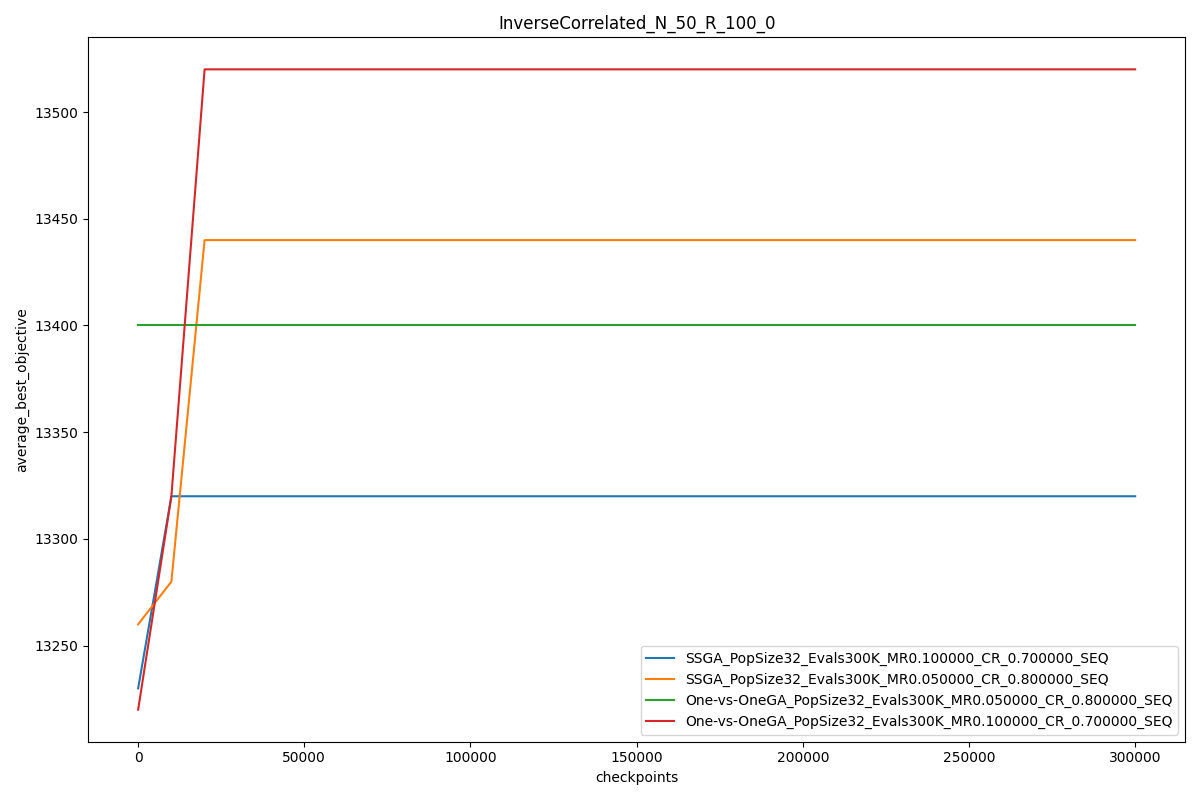 InverseCorrelated_N_50_R_100_0
average_best_objective
13500
13450
13400
13350
13300
13250
0
50000
100000
150000
200000
250000
300000
checkpoints
SSGA_PopSize32_Evals300K_MR0.100000_CR_0.700000_SEQ
SSGA_PopSize32_Evals300K_MR0.050000_CR_0.800000_SEQ
One-vs-OneGA_PopSize32_Evals300K_MR0.050000_CR_0.800000_SEQ
One-vs-OneGA_PopSize32_Evals300K_MR0.100000_CR_0.700000_SEQ